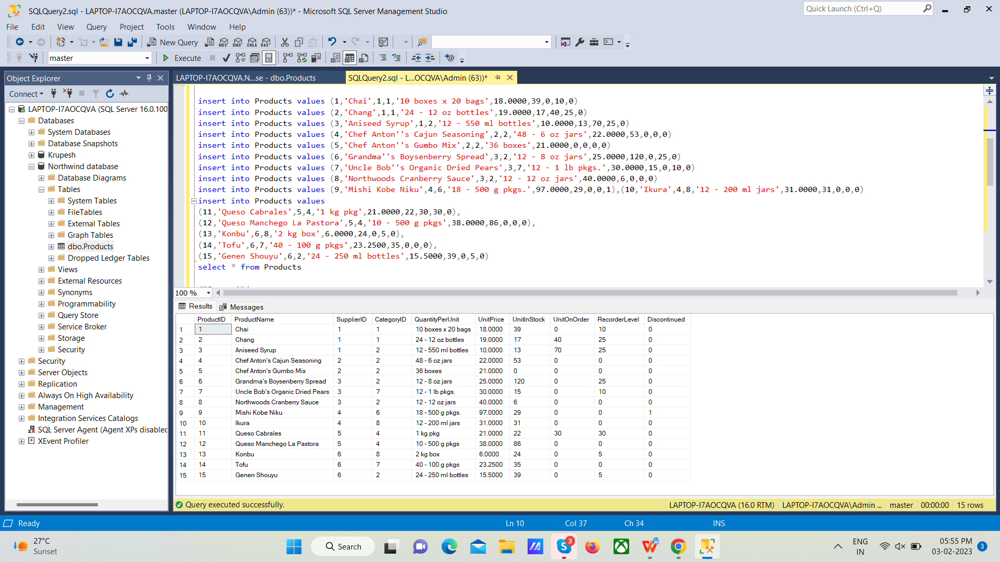 SQLQuery2.sql - LAPTOP-I7AOCQVA.master (LAPTOP-I7AOCQVA\Admin (63))* - Microsoft SQL Server Management Studio
Quick Launch (Ctrl+Q)
File Edit View Query Project Tools Window Help
New Query
MDX DMX XMLA DAX
master
Execute
Object Explorer
LAPTOP-I7AOCQVA.N...se - dbo.Products
SQLQuery2.sql - L...OCQVA\Admin (63))*
Connect
LAPTOP-I7AOCQVA (SQL Server 16.0.100
Databases
System Databases
Database Snapshots
Krupesh
Northwind database
Database Diagrams
Tables
System Tables
FileTables
External Tables
Graph Tables
dbo.Products
Dropped Ledger Tables
Views
External Resources
Synonyms
Programmability
Query Store
Service Broker
Storage
Security
Security
Server Objects
Replication
Always On High Availability
Management
Integration Services Catalogs
SQL Server Agent (Agent XPs disablec
XEvent Profiler
insert into Products values (1,'Chai',1,1,'10 boxes x 20 bags',18.0000,39,0,10,0)
insert into Products values (2,'Chang',1,1,'24 - 12 oz bottles',19.0000,17,40,25,0)
insert into Products values (3,'Aniseed Syrup',1,2,'12 - 550 ml bottles',10.0000,13,70,25,0)
insert into Products values (4,'Chef Anton''s Cajun Seasoning',2,2,'48 - 6 oz jars',22.0000,53,0,0,0)
insert into Products values (5,'Chef Anton''s Gumbo Mix',2,2,'36 boxes',21.0000,0,0,0,0)
insert into Products values (6,'Grandma''s Boysenberry Spread',3,2,'12 - 8 oz jars',25.0000,120,0,25,0)
insert into Products values (7,'Uncle Bob''s Organic Dried Pears',3,7,'12 - 1 lb pkgs.',30.0000,15,0,10,0)
insert into Products values (8,'Northwoods Cranberry Sauce',3,2,'12 - 12 oz jars',40.0000,6,0,0,0)
insert into Products values (9,'Mishi Kobe Niku',4,6,'18 - 500 g pkgs.',97.0000,29,0,0,1),(10,'Ikura',4,8,'12 - 200 ml jars',31.0000,31,0,0,0)
insert into Products values
(11,'Queso Cabrales',5,4,'1 kg pkg',21.0000,22,30,30,0),
(12,'Queso Manchego La Pastora',5,4,'10 - 500 g pkgs',38.0000,86,0,0,0),
(13,'Konbu',6,8,'2 kg box',6.0000,24,0,5,0),
(14,'Tofu',6,7,'40 - 100 g pkgs',23.2500,35,0,0,0),
(15,'Genen Shouyu',6,2,'24 - 250 ml bottles',15.5000,39,0,5,0)
select * from Products
100 %
Results Messages
ProductID ProductName SupplierID CategoryID QuantityPerUnit UnitPrice UnitInStock UnitOnOrder RecorderLevel Discontinued
1 1 Chai 1 1 10 boxes x 20 bags 18.0000 39 0 10 0
2 2 Chang 1 1 24 - 12 oz bottles 19.0000 17 40 25 0
3 3 Aniseed Syrup 1 2 12 - 550 ml bottles 10.0000 13 70 25 0
4 4 Chef Anton's Cajun Seasoning 2 2 48 - 6 oz jars 22.0000 53 0 0 0
5 5 Chef Anton's Gumbo Mix 2 2 36 boxes 21.0000 0 0 0 0
6 6 Grandma's Boysenberry Spread 3 2 12 - 8 oz jars 25.0000 120 0 25 0
7 7 Uncle Bob's Organic Dried Pears 3 7 12 - 1 lb pkgs. 30.0000 15 0 10 0
8 8 Northwoods Cranberry Sauce 3 2 12 - 12 oz jars 40.0000 6 0 0 0
9 9 Mishi Kobe Niku 4 6 18 - 500 g pkgs. 97.0000 29 0 0 1
10 10 Ikura 4 8 12 - 200 ml jars 31.0000 31 0 0 0
11 11 Queso Cabrales 5 4 1 kg pkg 21.0000 22 30 30 0
12 12 Queso Manchego La Pastora 5 4 10 - 500 g pkgs 38.0000 86 0 0 0
13 13 Konbu 6 8 2 kg box 6.0000 24 0 5 0
14 14 Tofu 6 7 40 - 100 g pkgs 23.2500 35 0 0 0
15 15 Genen Shouyu 6 2 24 - 250 ml bottles 15.5000 39 0 5 0
Query executed successfully.
LAPTOP-I7AOCQVA (16.0 RTM) LAPTOP-I7AOCQVA\Admin ... master 00:00:00 15 rows
Ready Ln 10 Col 37 Ch 34 INS
27°C
Sunset
Search
3
ENG
IN
05:55 PM
03-02-2023
3